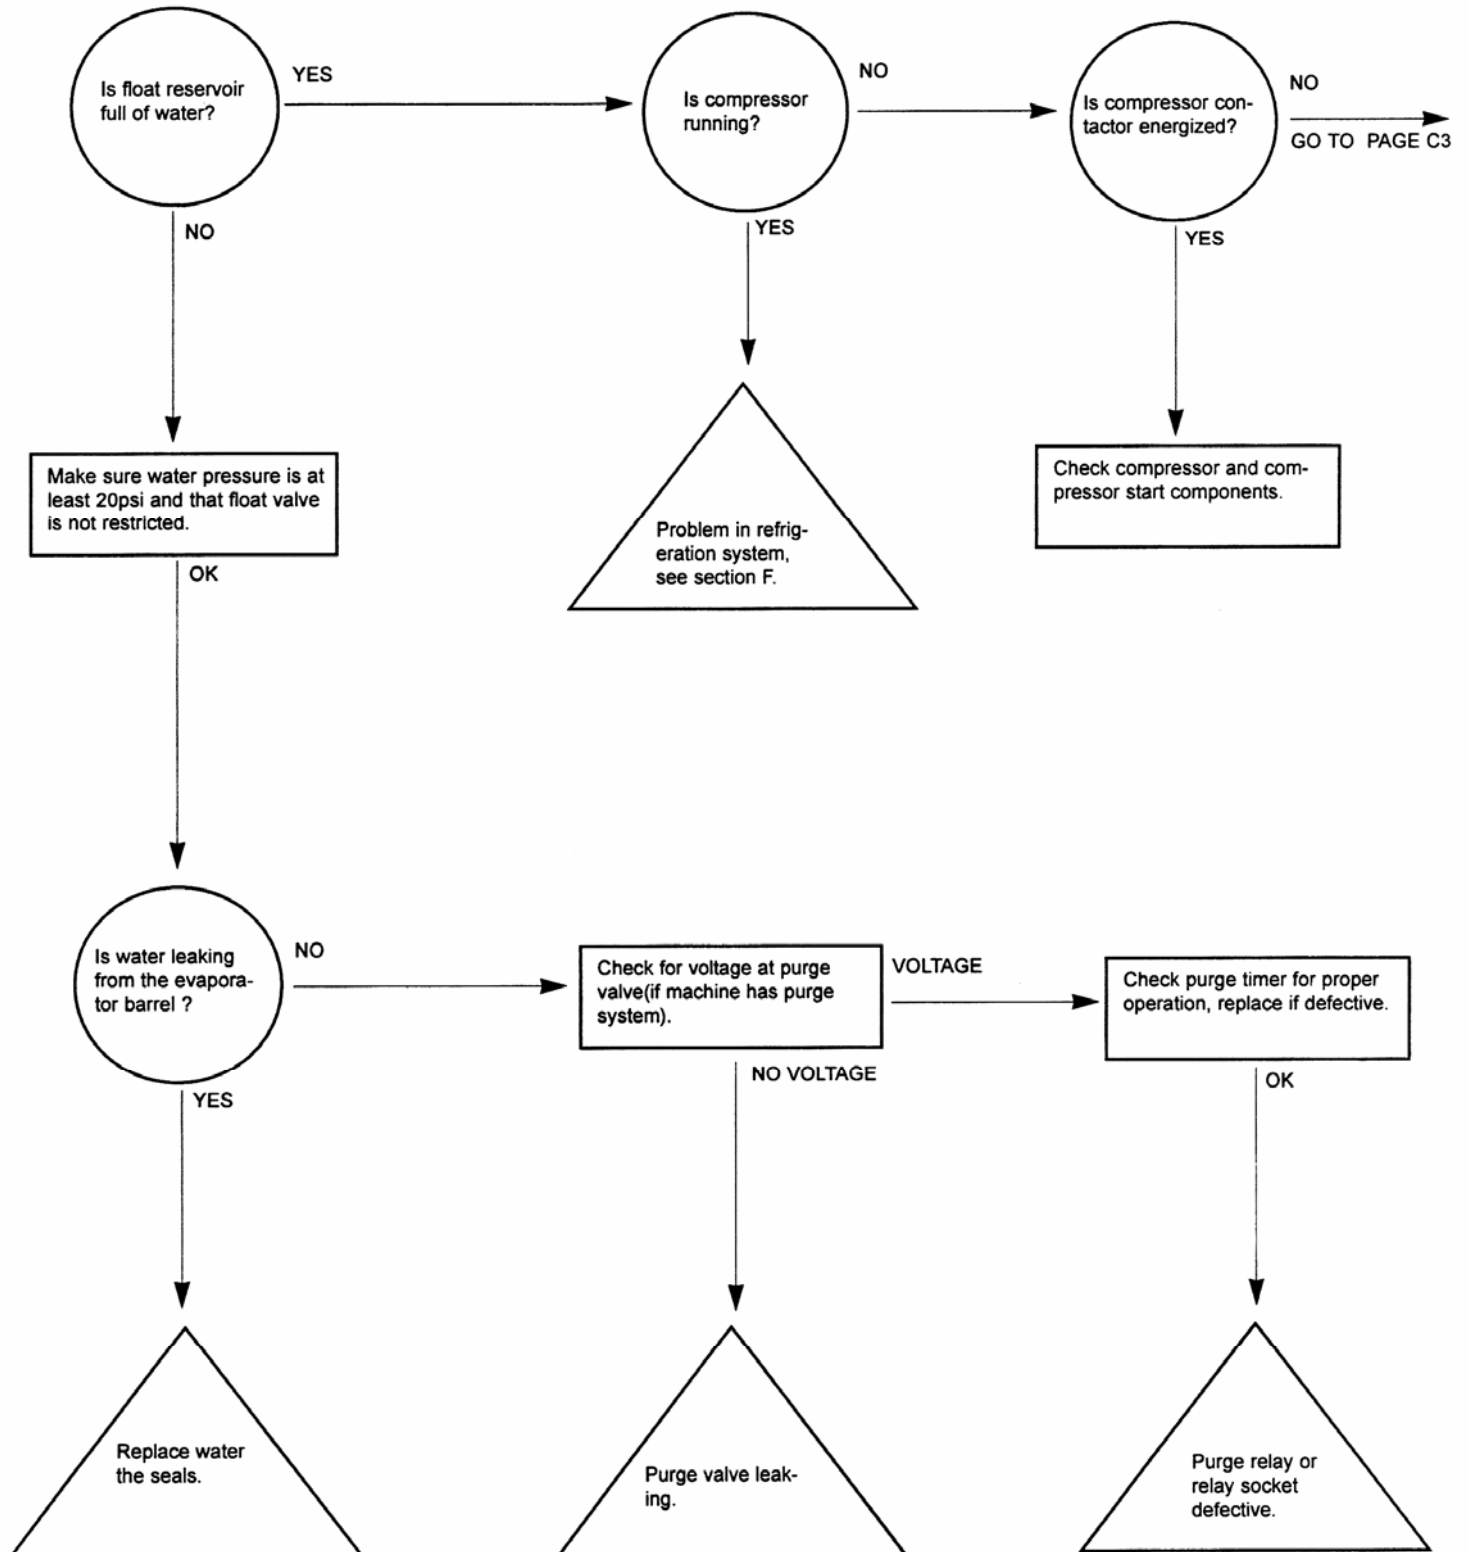 Is float reservoir
full of water?
YES
NO
Is compressor
running?
NO
YES
Is compressor con-
tactor energized?
NO
GO TO PAGE C3
YES
Make sure water pressure is at
least 20psi and that float valve
is not restricted.
OK
Problem in refrig-
eration system,
see section F.
Check compressor and com-
pressor start components.
Is water leaking
from the evapora-
tor barrel ?
NO
YES
Check for voltage at purge
valve(if machine has purge
system).
VOLTAGE
NO VOLTAGE
Check purge timer for proper
operation, replace if defective.
OK
Replace water
the seals.
Purge valve leak-
ing.
Purge relay or
relay socket
defective.